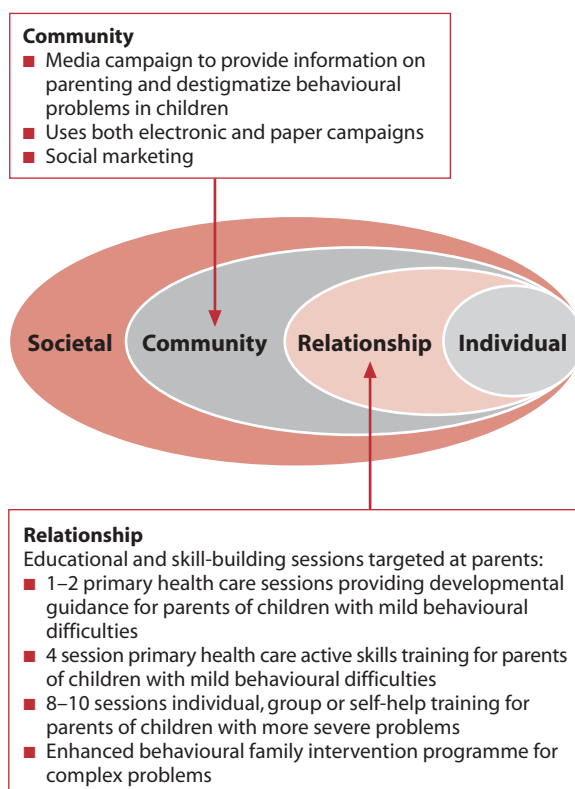 Community
■ Media campaign to provide information on
parenting and destigmatize behavioural
problems in children
■ Uses both electronic and paper campaigns
■ Social marketing
Societal Community Relationship Individual
Relationship
Educational and skill-building sessions targeted at parents:
■ 1–2 primary health care sessions providing developmental
guidance for parents of children with mild behavioural
difficulties
■ 4 session primary health care active skills training for parents
of children with mild behavioural difficulties
■ 8–10 sessions individual, group or self-help training for
parents of children with more severe problems
■ Enhanced behavioural family intervention programme for
complex problems